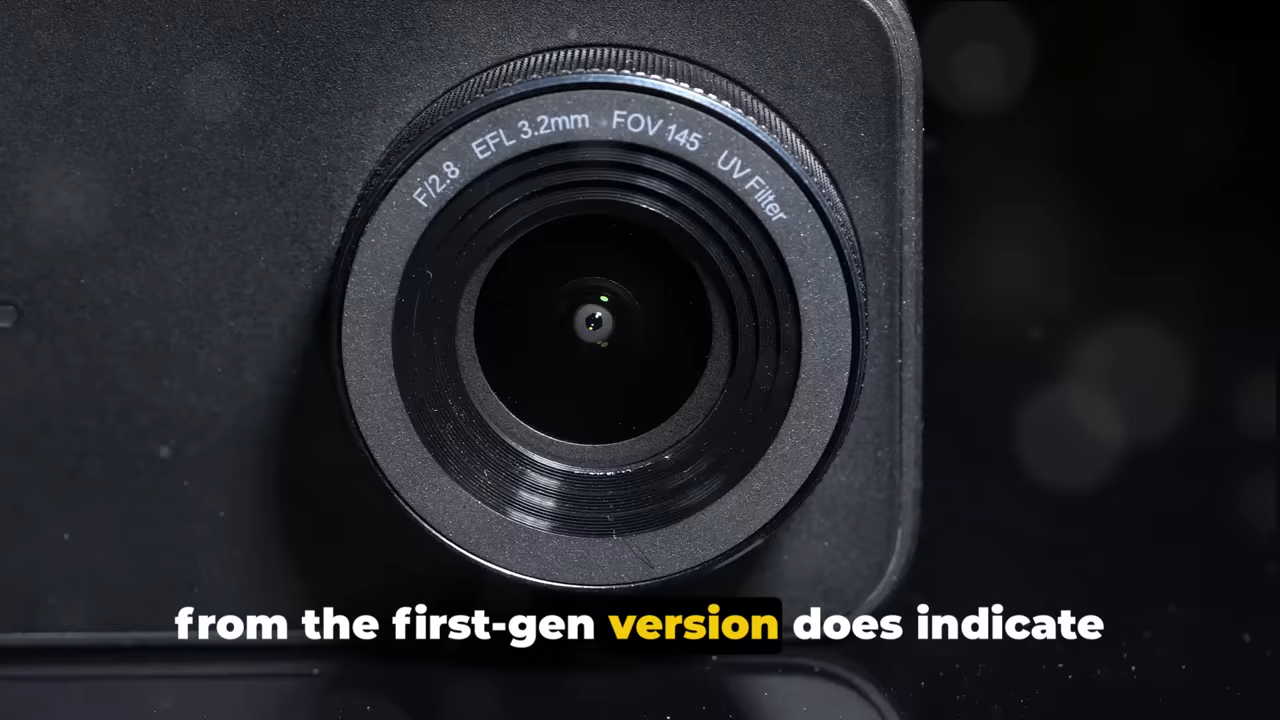 F/2.8 EFL 3.2mm FOV 145 UV Filter
from the first-gen version does indicate